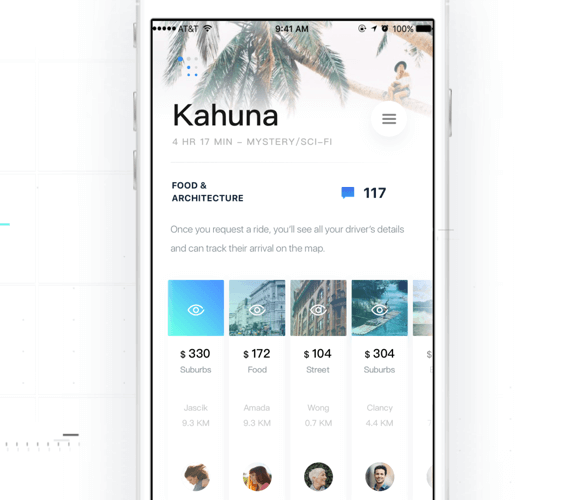 AT&T 9:41 AM 100%
Kahuna
4 HR 17 MIN – MYSTERY/SCI-FI
FOOD &
ARCHITECTURE
117
Once you request a ride, you'll see all your driver's details
and can track their arrival on the map.
$ 330 $ 172 $ 104 $ 304 $
Suburbs Food Street Suburbs
Jascik Amada Wong Clancy
9.3 KM 9.3 KM 0.7 KM 4.4 KM